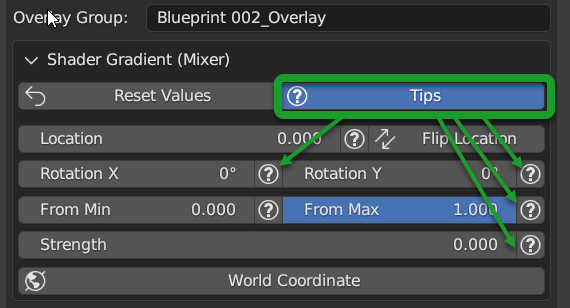 Overlay Group: Blueprint 002_Overlay
Shader Gradient (Mixer)
Reset Values ? Tips
Location 0.000 ? Flip Location
Rotation X 0° ? Rotation Y 0° ?
From Min 0.000 ? From Max 1.000 ?
Strength 0.000 ?
World Coordinate